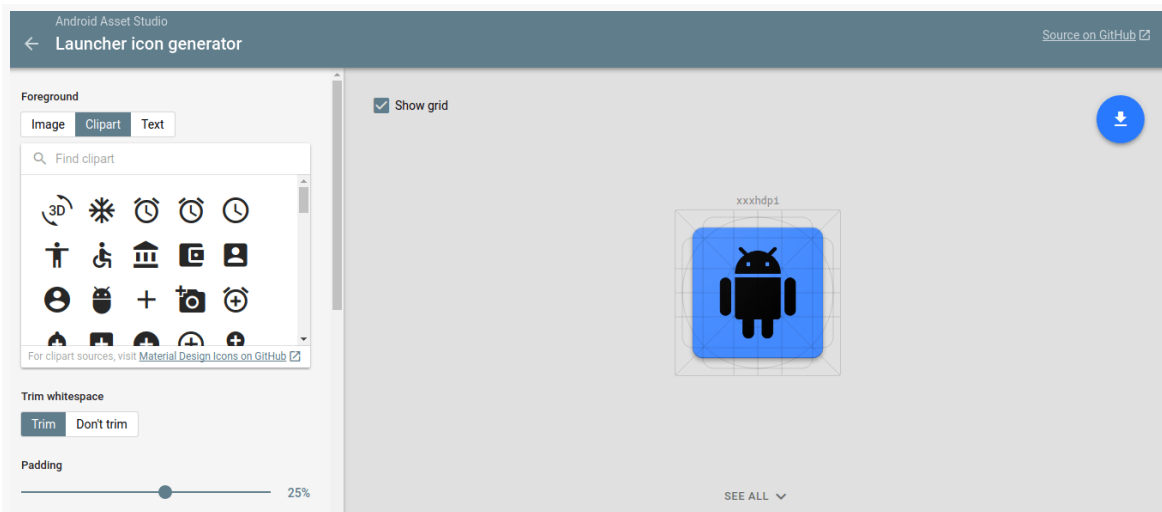 Android Asset Studio
Launcher icon generator
Source on GitHub
Foreground
Image Clipart Text
Find clipart
3D
For clipart sources, visit Material Design Icons on GitHub
Trim whitespace
Trim Don't trim
Padding
25%
Show grid
xxxhdpi
SEE ALL